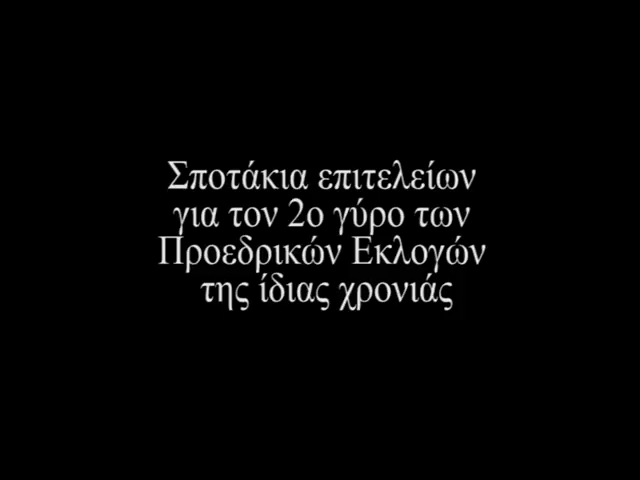 Σποτάκια επιτελείων
για τον 2ο γύρο των
Προεδρικών Εκλογών
της ίδιας χρονιάς